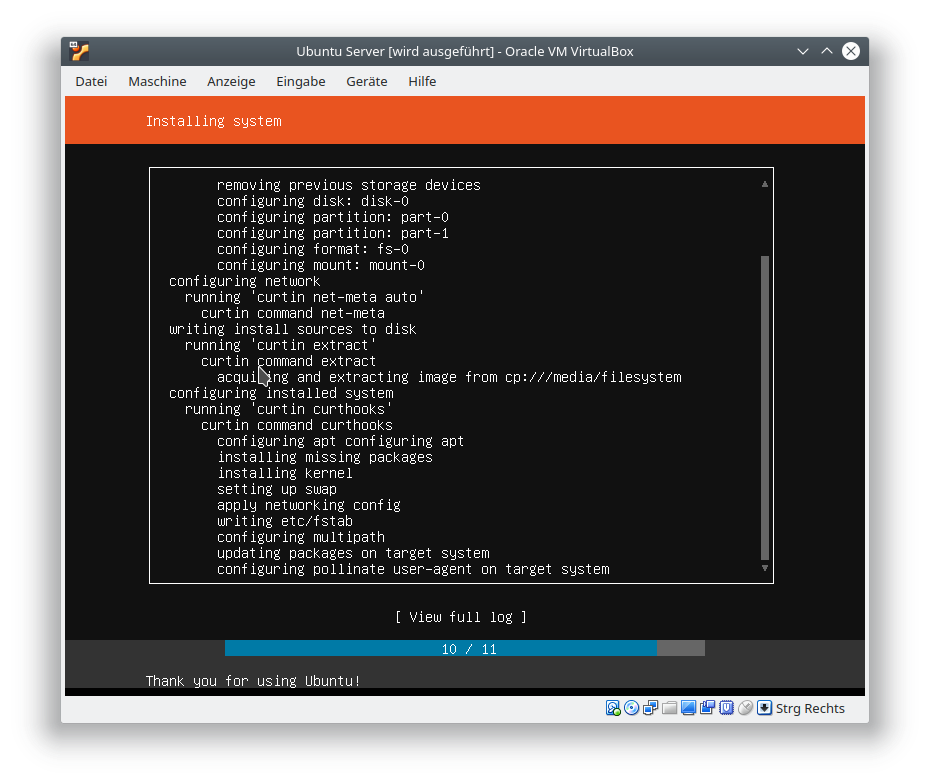 Ubuntu Server [wird ausgeführt] - Oracle VM VirtualBox
Datei Maschine Anzeige Eingabe Geräte Hilfe
Installing system
removing previous storage devices
configuring disk: disk-0
configuring partition: part-0
configuring partition: part-1
configuring format: fs-0
configuring mount: mount-0
configuring network
running 'curtin net-meta auto'
curtin command net-meta
writing install sources to disk
running 'curtin extract'
curtin command extract
acquiring and extracting image from cp:///media/filesystem
configuring installed system
running 'curtin curthooks'
curtin command curthooks
configuring apt configuring apt
installing missing packages
installing kernel
setting up swap
apply networking config
writing etc/fstab
configuring multipath
updating packages on target system
configuring pollinate user-agent on target system
[ View full log ]
10 / 11
Thank you for using Ubuntu!
Strg Rechts